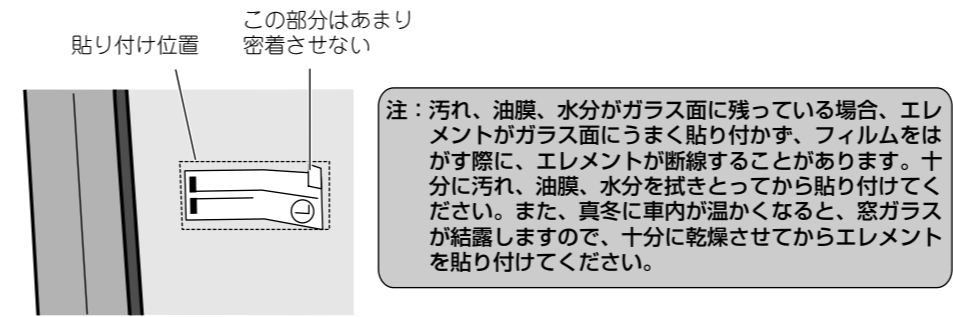 この部分はあまり
密着させない
貼り付け位置
注：汚れ、油膜、水分がガラス面に残っている場合、エレ
メントがガラス面にうまく貼り付かず、フィルムをは
がす際に、エレメントが断線することがあります。十
分に汚れ、油膜、水分を拭きとってから貼り付けてく
ださい。また、真冬に車内が温かくなると、窓ガラス
が結露しますので、十分に乾燥させてからエレメント
を貼り付けてください。